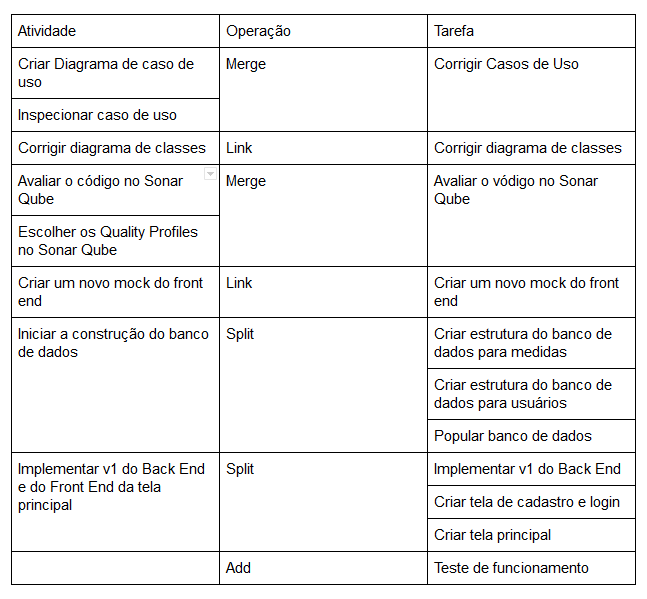 Atividade
Operação
Tarefa
Criar Diagrama de caso de
uso
Merge
Corrigir Casos de Uso
Inspecionar caso de uso
Corrigir diagrama de classes
Link
Corrigir diagrama de classes
Avaliar o código no Sonar
Qube
Merge
Avaliar o vódigo no Sonar
Qube
Escolher os Quality Profiles
no Sonar Qube
Criar um novo mock do front
end
Link
Criar um novo mock do front
end
Iniciar a construção do banco
de dados
Split
Criar estrutura do banco de
dados para medidas
Criar estrutura do banco de
dados para usuários
Popular banco de dados
Implementar v1 do Back End
e do Front End da tela
principal
Split
Implementar v1 do Back End
Criar tela de cadastro e login
Criar tela principal
Add
Teste de funcionamento